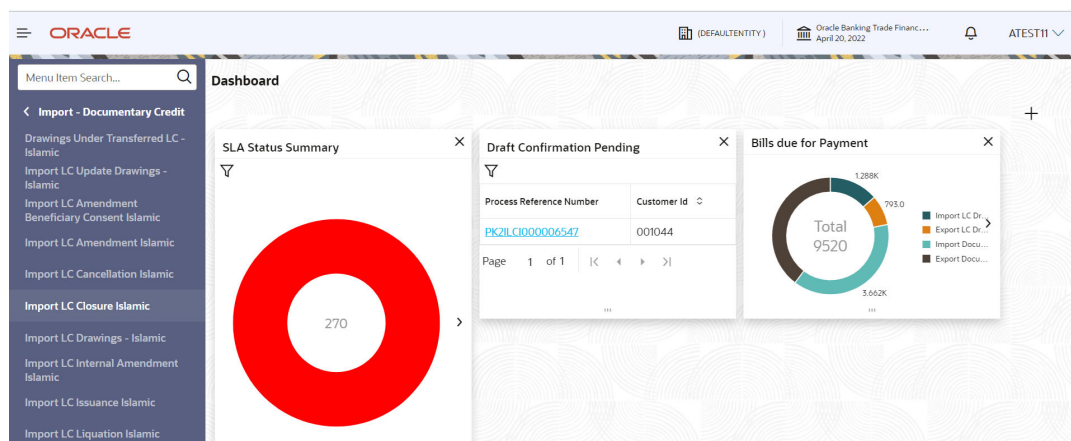 ORACLE
(DEFAULTENTITY)
Oracle Banking Trade Financ...
April 20, 2022
ATEST11
Menu Item Search...
Import - Documentary Credit
Drawings Under Transferred LC -
Islamic
Import LC Update Drawings -
Islamic
Import LC Amendment
Beneficiary Consent Islamic
Import LC Amendment Islamic
Import LC Cancellation Islamic
Import LC Closure Islamic
Import LC Drawings - Islamic
Import LC Internal Amendment
Islamic
Import LC Issuance Islamic
Import LC Liquation Islamic
Dashboard
SLA Status Summary
270
Draft Confirmation Pending
Process Reference Number Customer Id
PK2ILCI000006547 001044
Page 1 of 1
Bills due for Payment
1.288K
793.0
Total
9520
3.662K
Import LC Dr...
Export LC Dr...
Import Docu...
Export Docu...